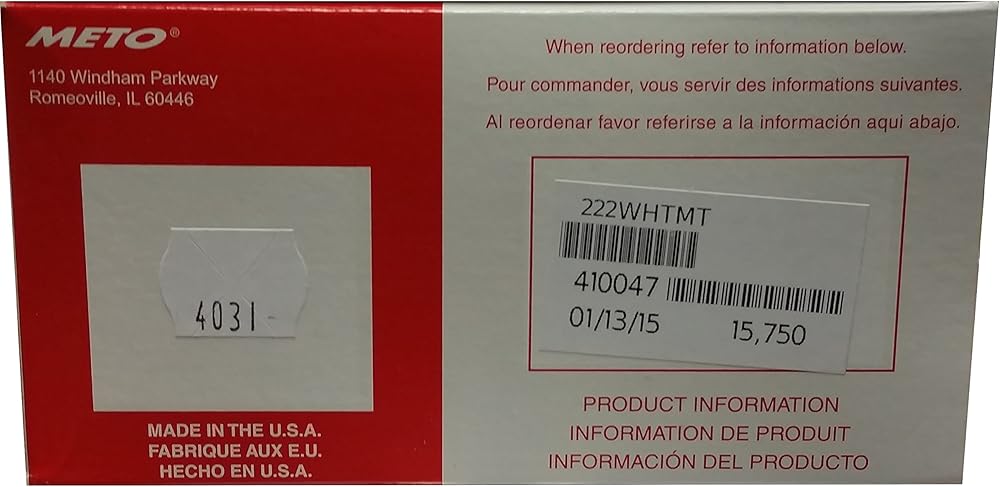 METO®
1140 Windham Parkway
Romeoville, IL 60446
4031-
MADE IN THE U.S.A.
FABRIQUE AUX E.U.
HECHO EN U.S.A.
When reordering refer to information below.
Pour commander, vous servir des informations suivantes.
Al reordenar favor referirse a la información aqui abajo.
222WHTMT
410047
01/13/15 15,750
PRODUCT INFORMATION
INFORMATION DE PRODUIT
INFORMACIÓN DEL PRODUCTO